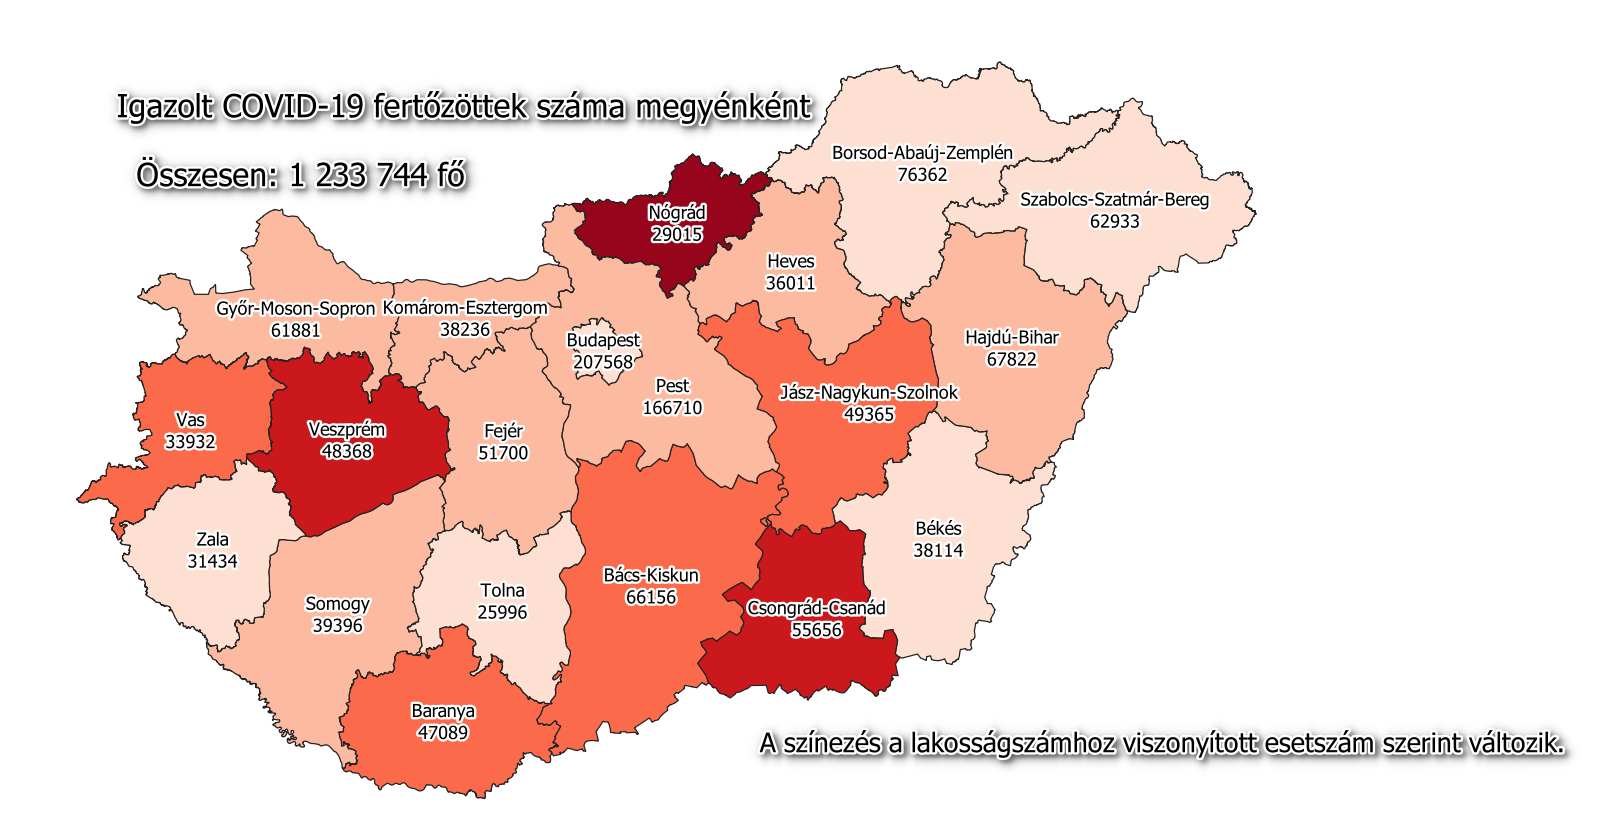 Igazolt COVID-19 fertőzöttek száma megyénként
Összesen: 1 233 744 fő
Borsod-Abaúj-Zemplén
76362
Szabolcs-Szatmár-Bereg
62933
Nógrád
29015
Heves
36011
Győr-Moson-Sopron
61881
Komárom-Esztergom
38236
Budapest
207568
Hajdú-Bihar
67822
Pest
166710
Jász-Nagykun-Szolnok
49365
Vas
33932
Veszprém
48368
Fejér
51700
Zala
31434
Békés
38114
Bács-Kiskun
66156
Tolna
25996
Somogy
39396
Csongrád-Csanád
55656
Baranya
47089
A színezés a lakosságszámhoz viszonyított esetszám szerint változik.